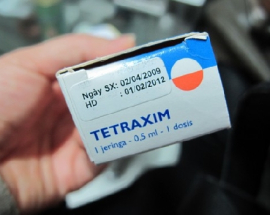 Ngày SX: 02/04/2009
HD : 01/02/2012
TETRAXIM
1 jeringa - 0,5 ml - 1 dosis